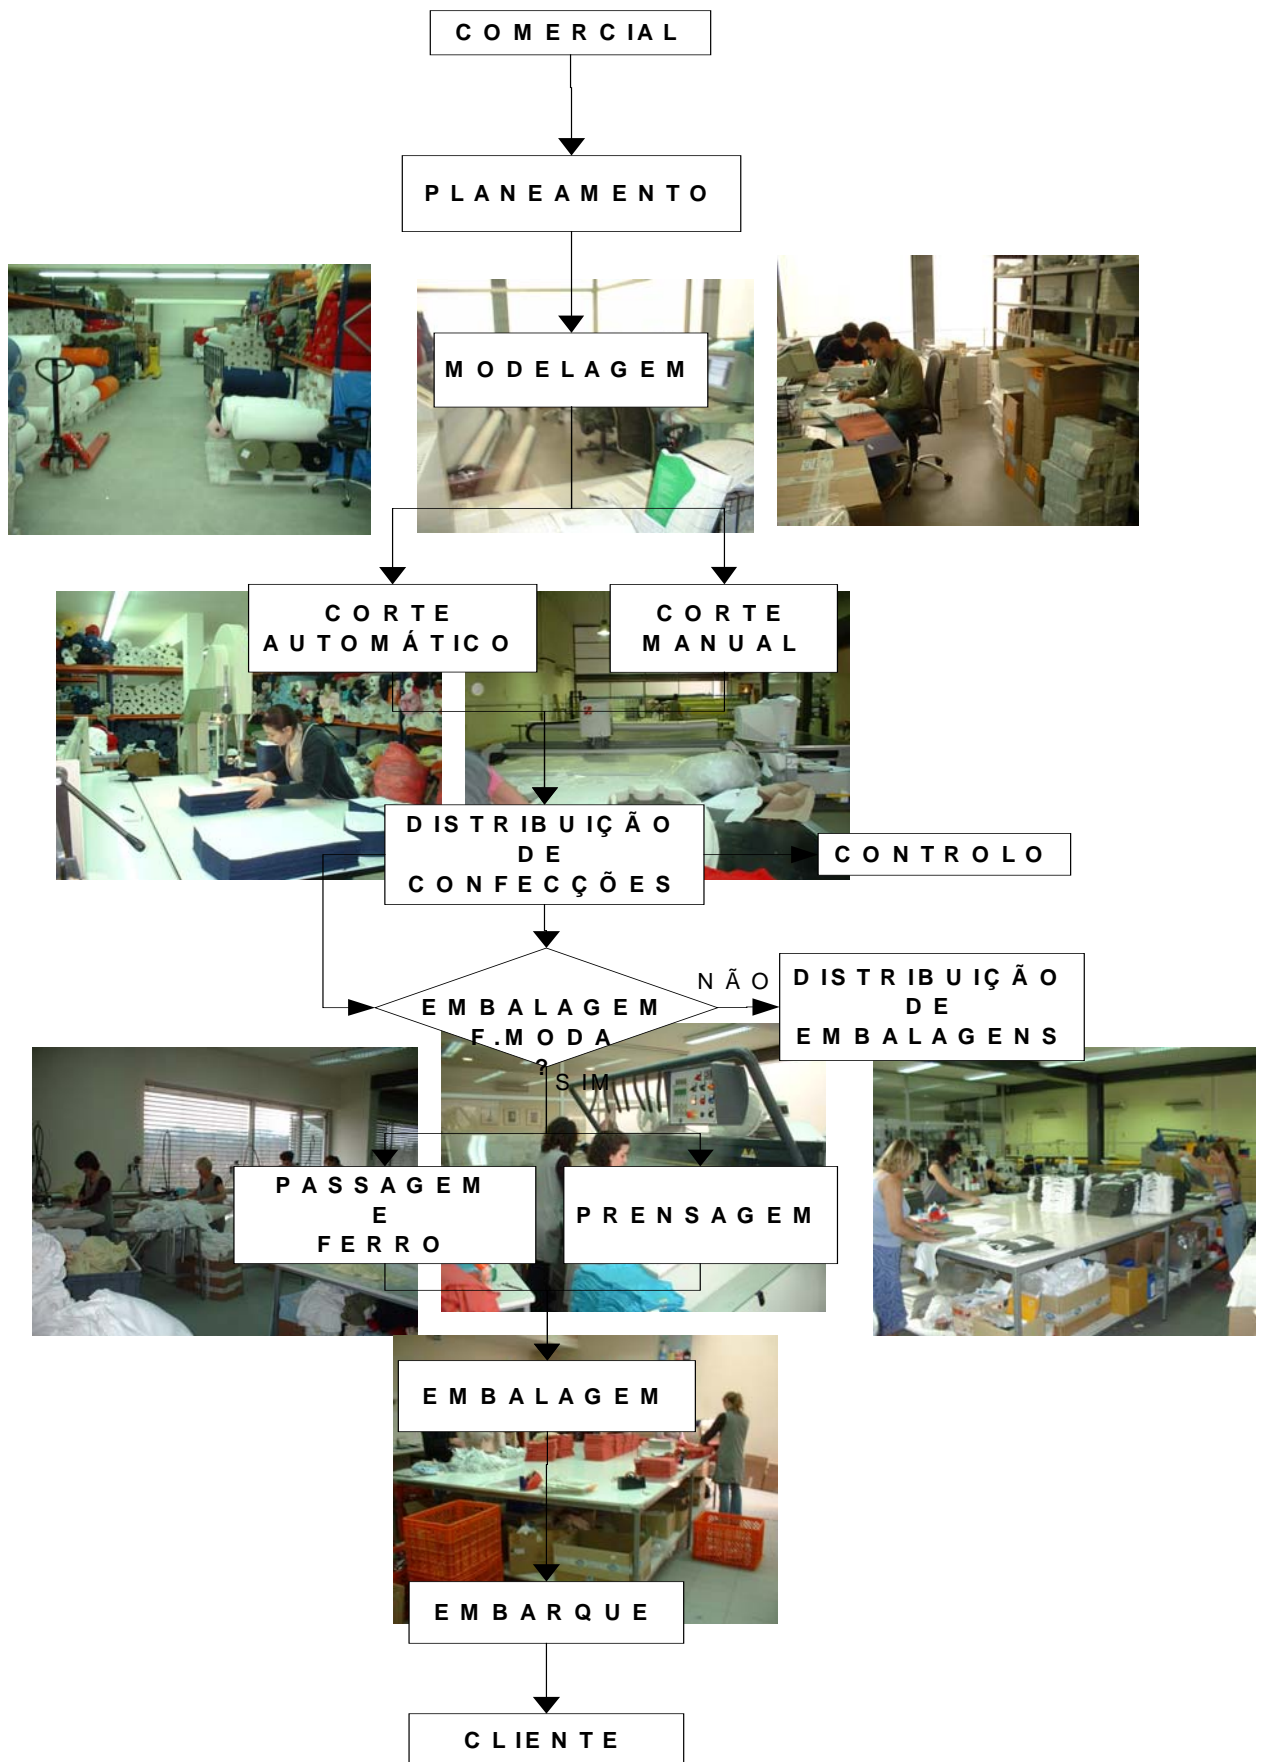 COMERCIAL
PLANEAMENTO
MODELAGEM
CORTE
AUTOMÁTICO
CORTE
MANUAL
DISTRIBUIÇÃO
DE
CONFECÇÕES
CONTROLO
EMBALAGEM
F.MODA
?
NÃO
DISTRIBUIÇÃO
DE
EMBALAGENS
SIM
PASSAGEM
E
FERRO
PRENSAGEM
EMBALAGEM
EMBARQUE
CLIENTE